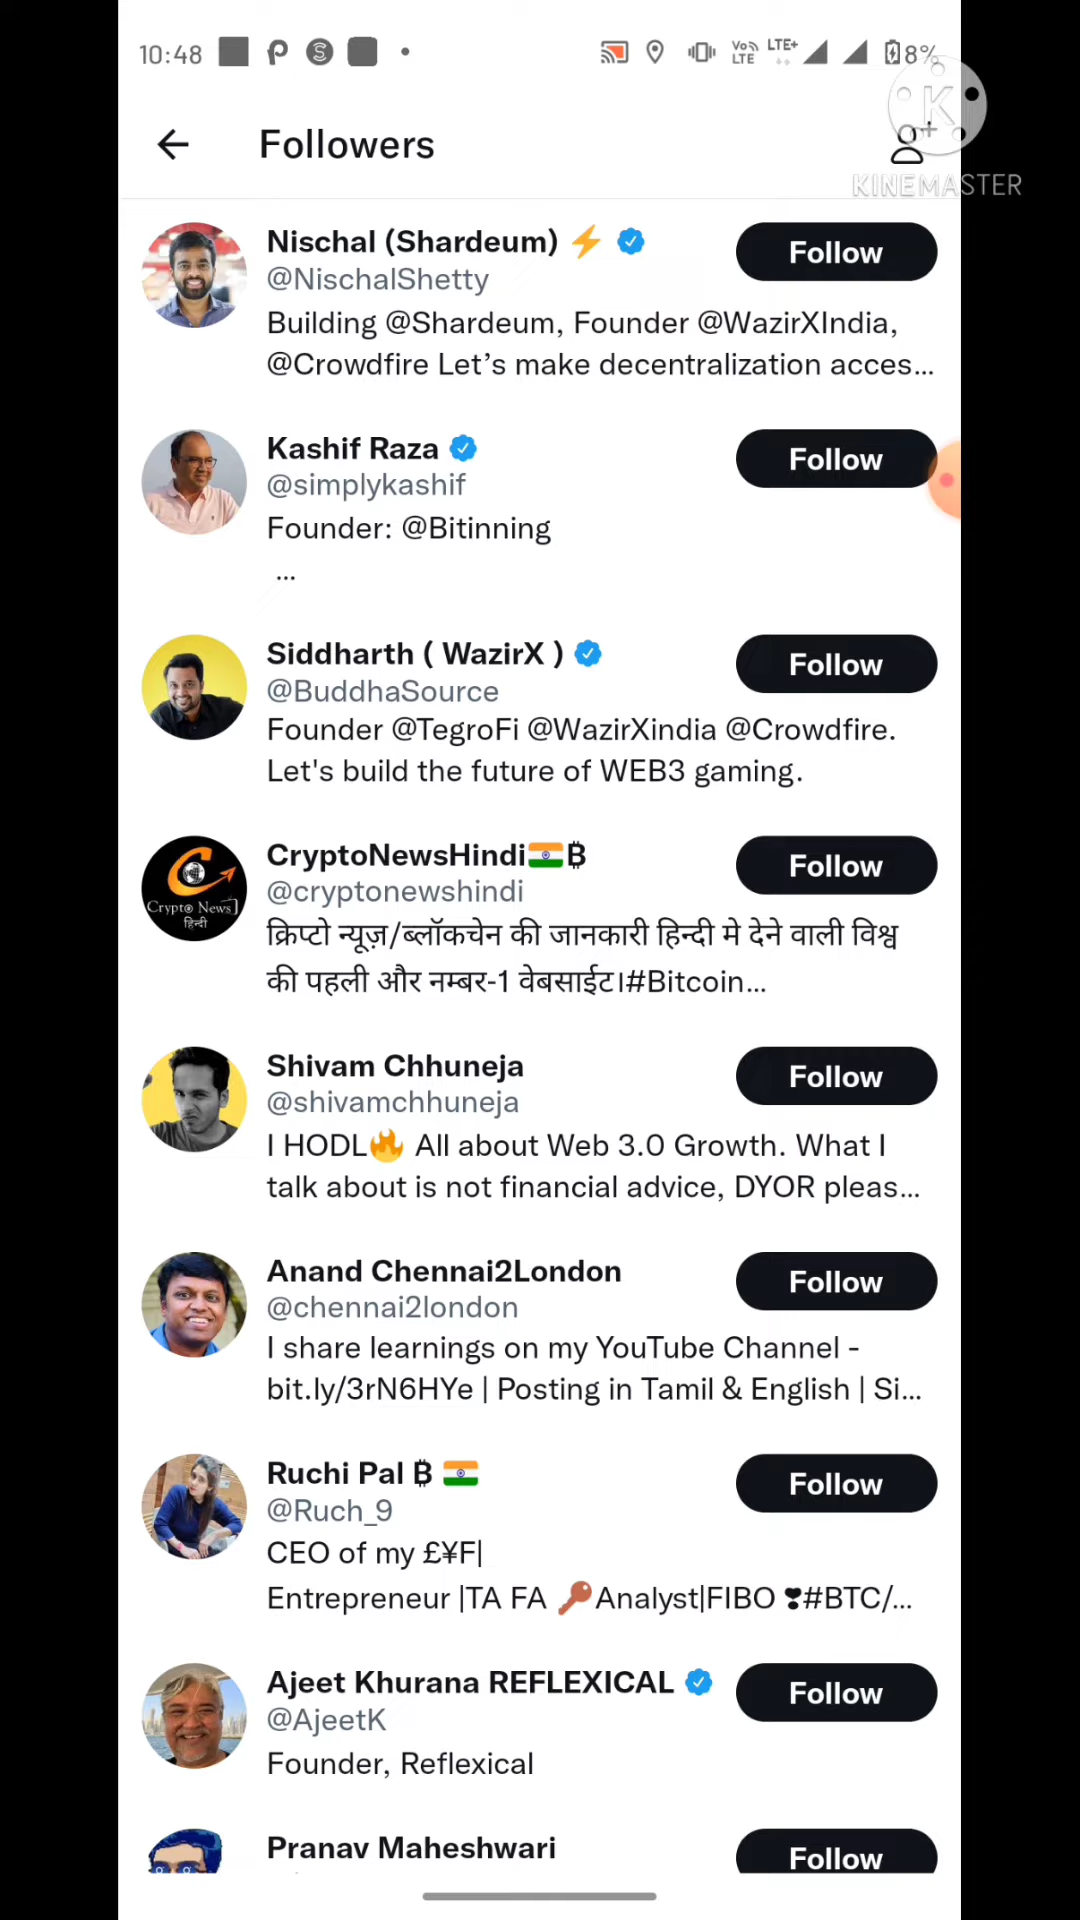 10:48
VoLTE LTE+ 8%
K
KINEMASTER
Followers
Nischal (Shardeum) ⚡
Follow
@NischalShetty
Building @Shardeum, Founder @WazirXIndia,
@Crowdfire Let’s make decentralization acces...
Kashif Raza
Follow
@simplykashif
Founder: @Bitinning
...
Siddharth ( WazirX )
Follow
@BuddhaSource
Founder @TegroFi @WazirXindia @Crowdfire.
Let's build the future of WEB3 gaming.
Crypto News
हिन्दी
CryptoNewsHindi🇮🇳₿
Follow
@cryptonewshindi
क्रिप्टो न्यूज़/ब्लॉकचेन की जानकारी हिन्दी मे देने वाली विश्व
की पहली और नम्बर-1 वेबसाईट।#Bitcoin...
Shivam Chhuneja
Follow
@shivamchhuneja
I HODL🔥 All about Web 3.0 Growth. What I
talk about is not financial advice, DYOR pleas...
Anand Chennai2London
Follow
@chennai2london
I share learnings on my YouTube Channel -
bit.ly/3rN6HYe | Posting in Tamil & English | Si...
Ruchi Pal ₿ 🇮🇳
Follow
@Ruch_9
CEO of my £¥F|
Entrepreneur |TA FA 🔑Analyst|FIBO ❣#BTC/...
Ajeet Khurana REFLEXICAL
Follow
@AjeetK
Founder, Reflexical
Pranav Maheshwari
Follow